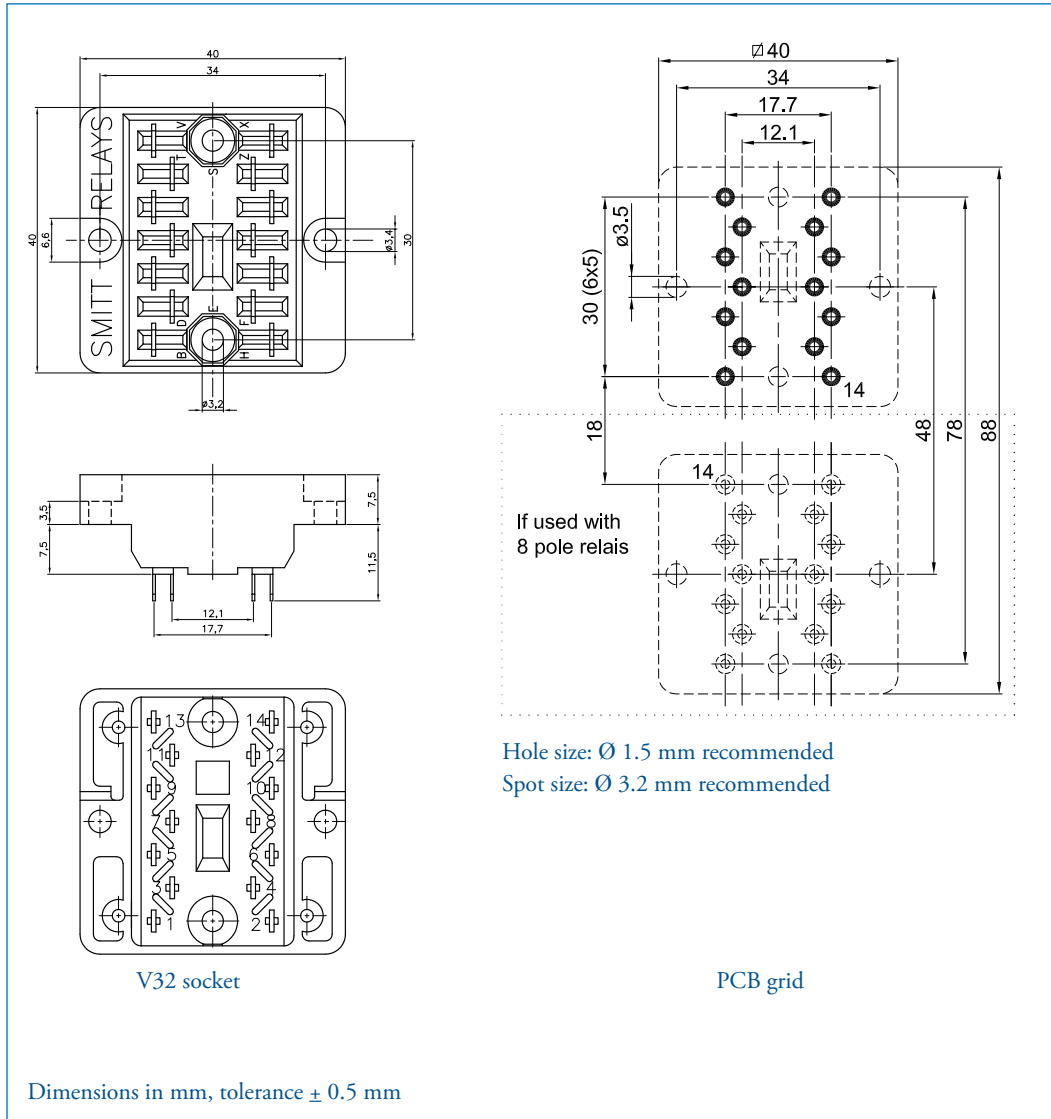 40
34
SMITT RELAYS
V
X
T
S
Z
40
6,6
ø3,4
30
D
E
F
B
H
ø3,2
3,5
7,5
7,5
11,5
12,1
17,7
13
14
11
12
9
10
7
8
5
6
3
4
1
2
V32 socket
40
34
17.7
12.1
30 (6x5)
ø3.5
14
18
48
78
88
14
If used with
8 pole relais
Hole size: Ø 1.5 mm recommended
Spot size: Ø 3.2 mm recommended
PCB grid
Dimensions in mm, tolerance ± 0.5 mm